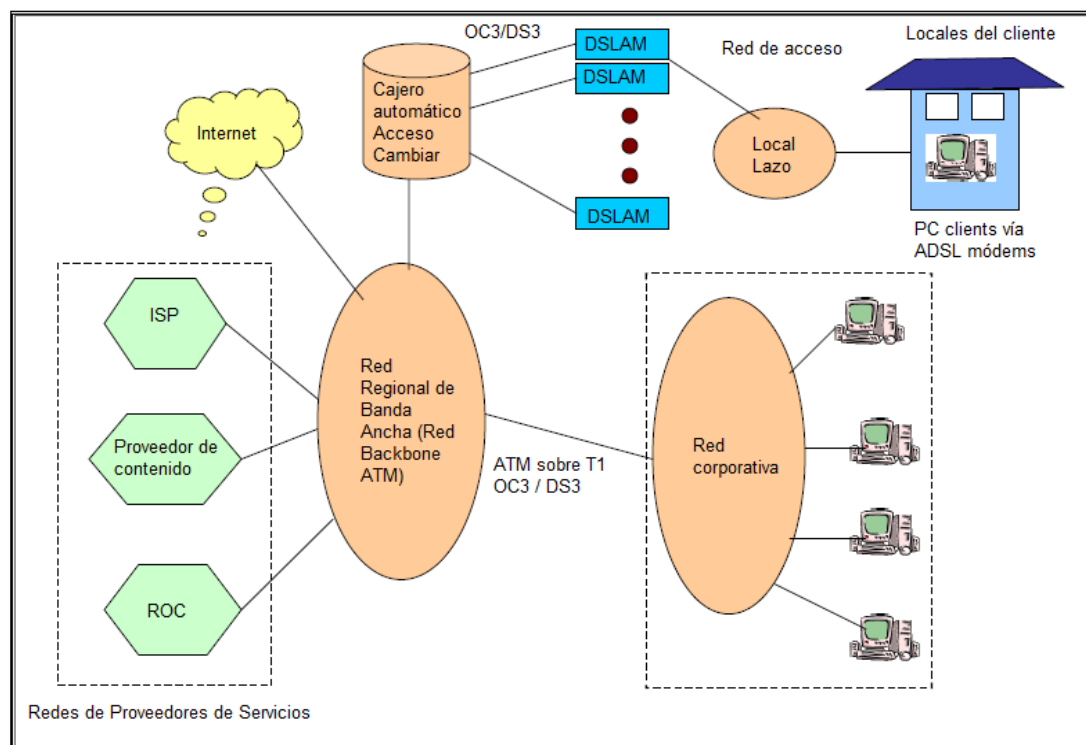 OC3/DS3
DSLAM
Red de acceso
Locales del cliente
Cajero
automático
Acceso
Cambiar
DSLAM
Internet
Local
Lazo
DSLAM
PC clients vía
ADSL módems
ISP
Red
Regional de
Banda
Ancha (Red
Backbone
ATM)
Proveedor de
contenido
ATM sobre T1
OC3 / DS3
Red
corporativa
ROC
Redes de Proveedores de Servicios